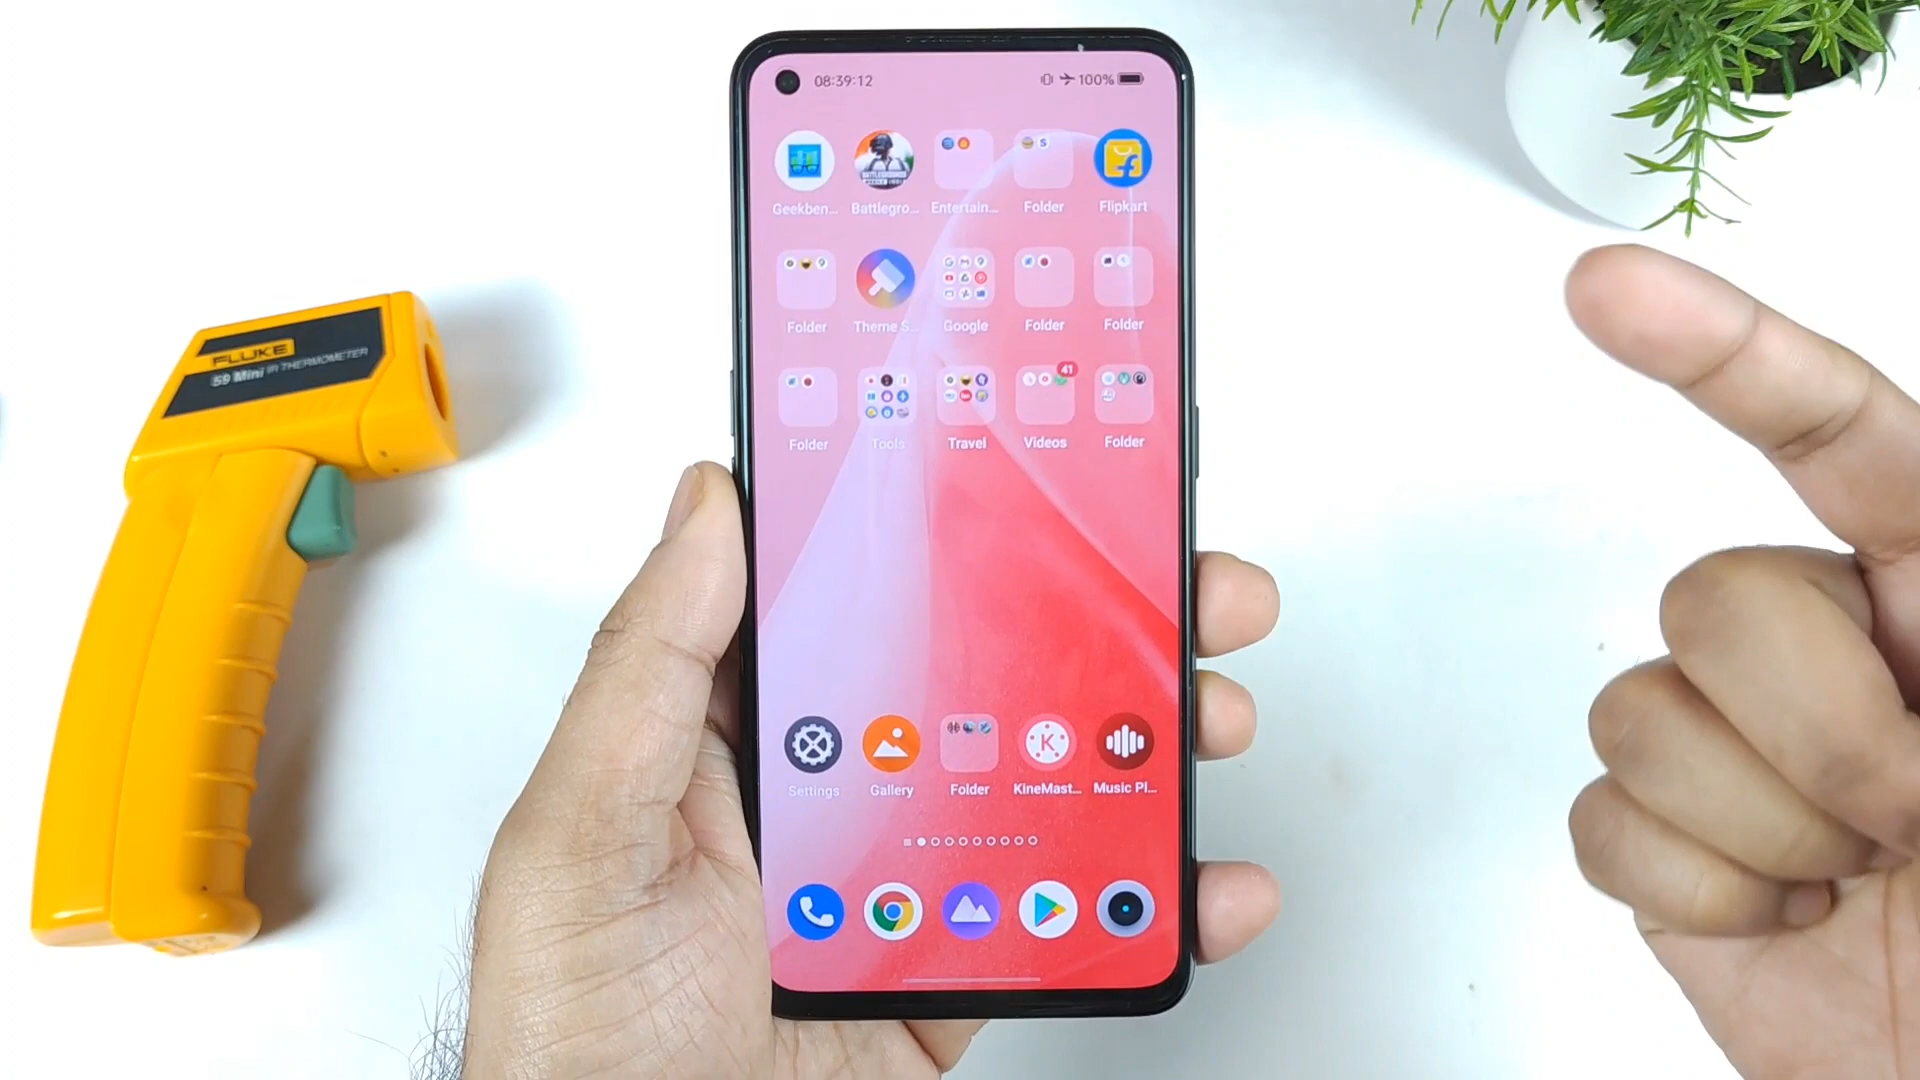 08:39:12
100%
Geekben...
Battlegro...
Entertain...
Folder
Flipkart
BATTLEGROUNDS
Folder
Theme S...
Google
Folder
Folder
41
Folder
Tools
Travel
Videos
Folder
FLUKE
59 Mini IR THERMOMETER
K
Settings
Gallery
Folder
KineMast...
Music Pl...